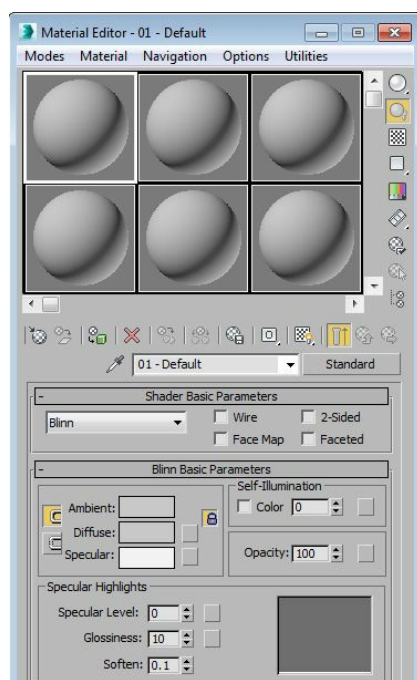 Material Editor - 01 - Default
Modes Material Navigation Options Utilities
01 - Default Standard
- Shader Basic Parameters
Blinn Wire 2-Sided
Face Map Faceted
- Blinn Basic Parameters
Self-Illumination
Ambient: Color 0
Diffuse:
Specular: Opacity: 100
Specular Highlights
Specular Level: 0
Glossiness: 10
Soften: 0.1